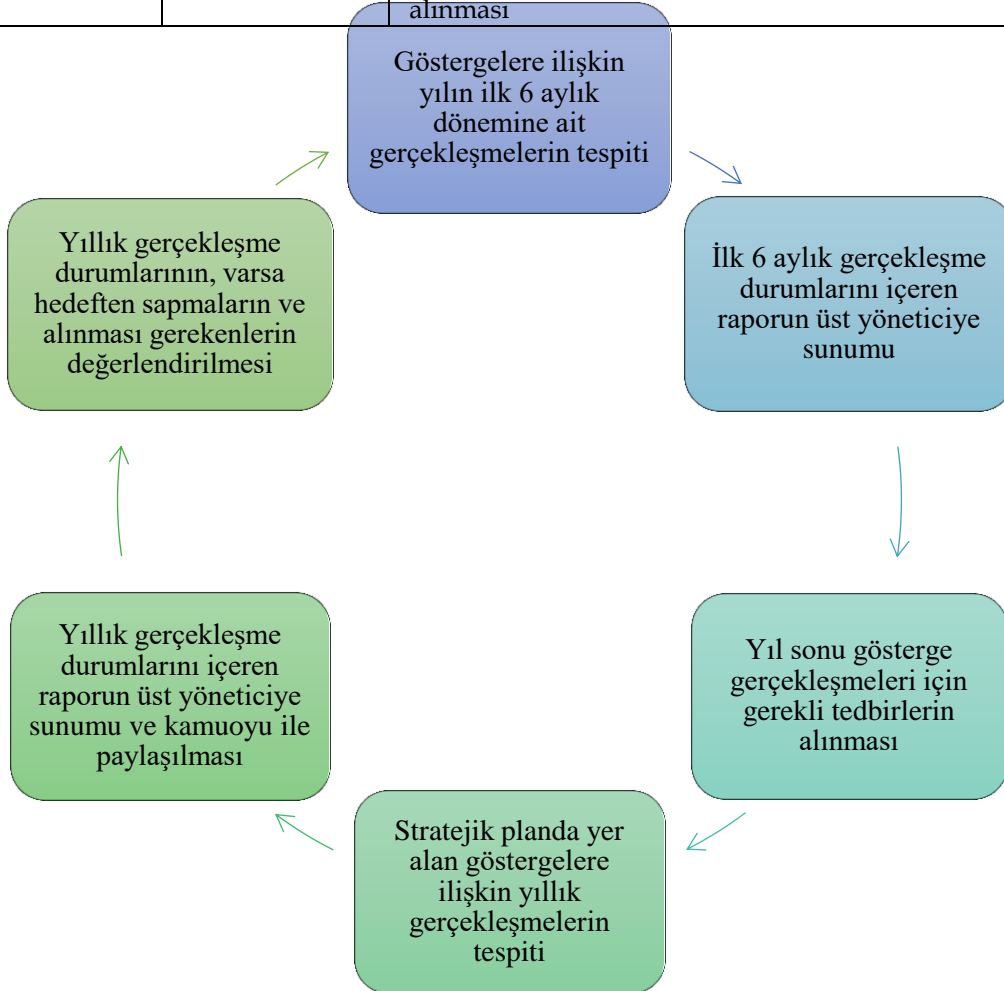 alınması
Göstergelere ilişkin
yılın ilk 6 aylık
dönemine ait
gerçekleşmelerin tespiti
İlk 6 aylık gerçekleşme
durumlarını içeren
raporun üst yöneticiye
sunumu
Yıl sonu gösterge
gerçekleşmeleri için
gerekli tedbirlerin
alınması
Stratejik planda yer
alan göstergelere
ilişkin yıllık
gerçekleşmelerin
tespiti
Yıllık gerçekleşme
durumlarını içeren
raporun üst yöneticiye
sunumu ve kamuoyu ile
paylaşılması
Yıllık gerçekleşme
durumlarının, varsa
hedeften sapmaların ve
alınması gerekenlerin
değerlendirilmesi